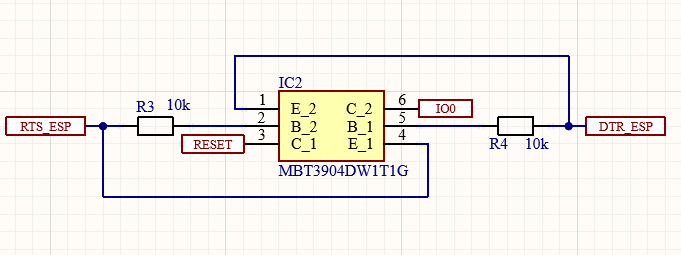 IC2
R3 10k
1 E_2 C_2 6 IO0
RTS_ESP 2 B_2 B_1 5 DTR_ESP
RESET 3 C_1 E_1 4 R4 10k
MBT3904DW1T1G